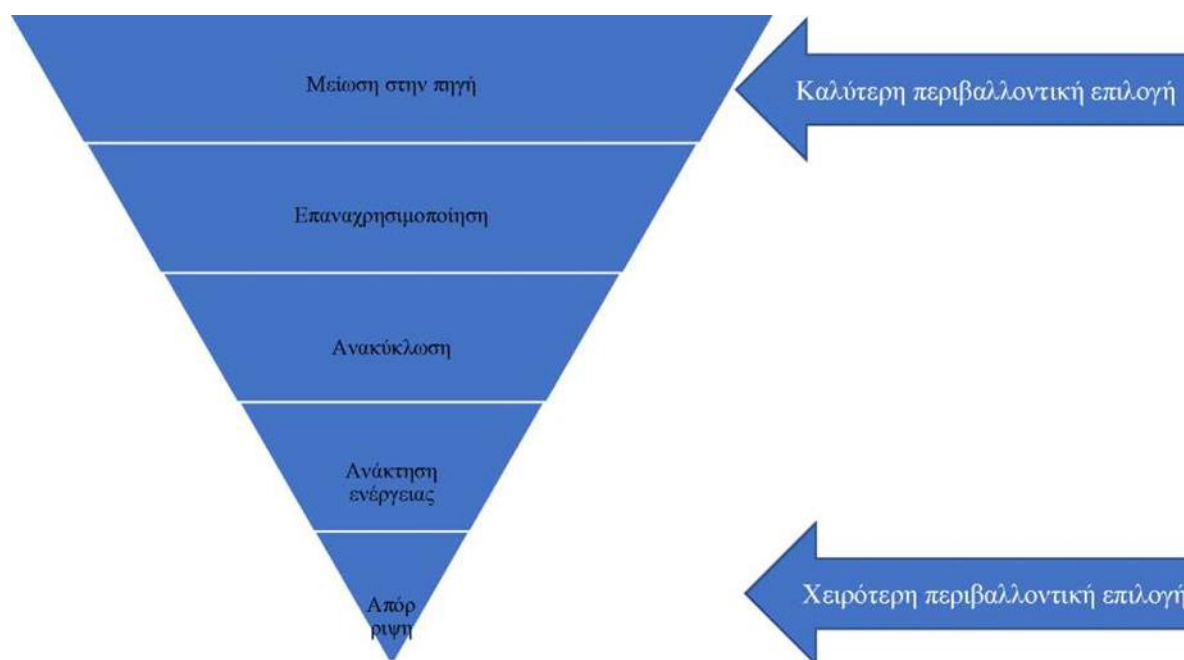 Μείωση στην πηγή
Καλύτερη περιβαλλοντική επιλογή
Επαναχρησιμοποίηση
Ανακύκλωση
Ανάκτηση
ενέργειας
Απόρ
ριψη
Χειρότερη περιβαλλοντική επιλογή